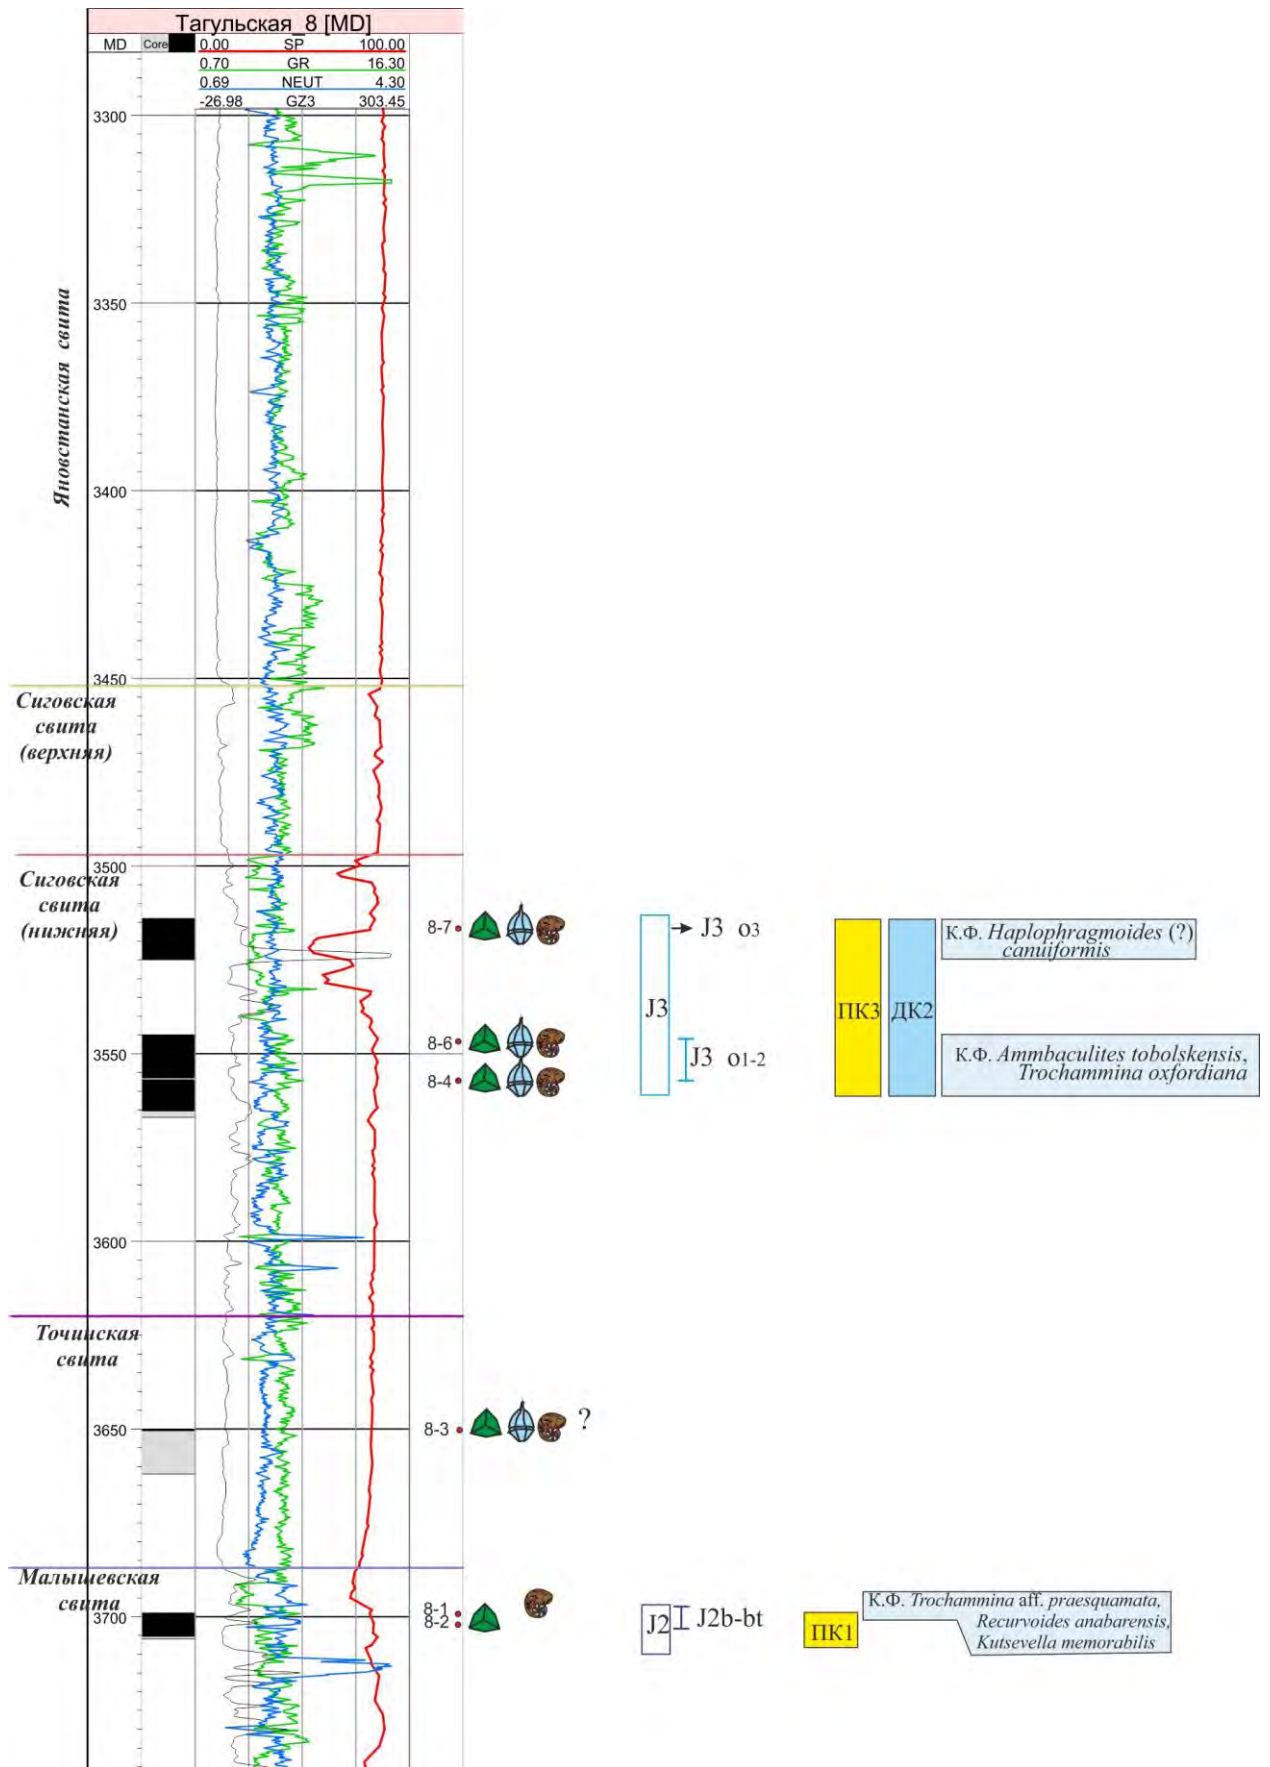 Тагульская_8 [MD]
MD Core 0.00 SP 100.00
0.70 GR 16.30
0.69 NEUT 4.30
-26.98 GZ3 303.45
3300
3350
Яновстанская свита
3400
3450
Сиговская
свита
(верхняя)
3500
Сиговская
свита
(нижняя)
8-7
J3 o3
К.Ф. Haplophragmoides (?)
canuiformis
J3
ПК3 ДК2
8-6
3550
J3 o1-2
К.Ф. Ammbaculites tobolskensis,
Trochammina oxfordiana
8-4
3600
Точинская
свита
?
3650
8-3
Малышевская
свита
К.Ф. Trochammina aff. praesquamata,
Recurvoides anabarensis,
Kutsevella memorabilis
3700
8-1
8-2
J2
J2b-bt
ПК1